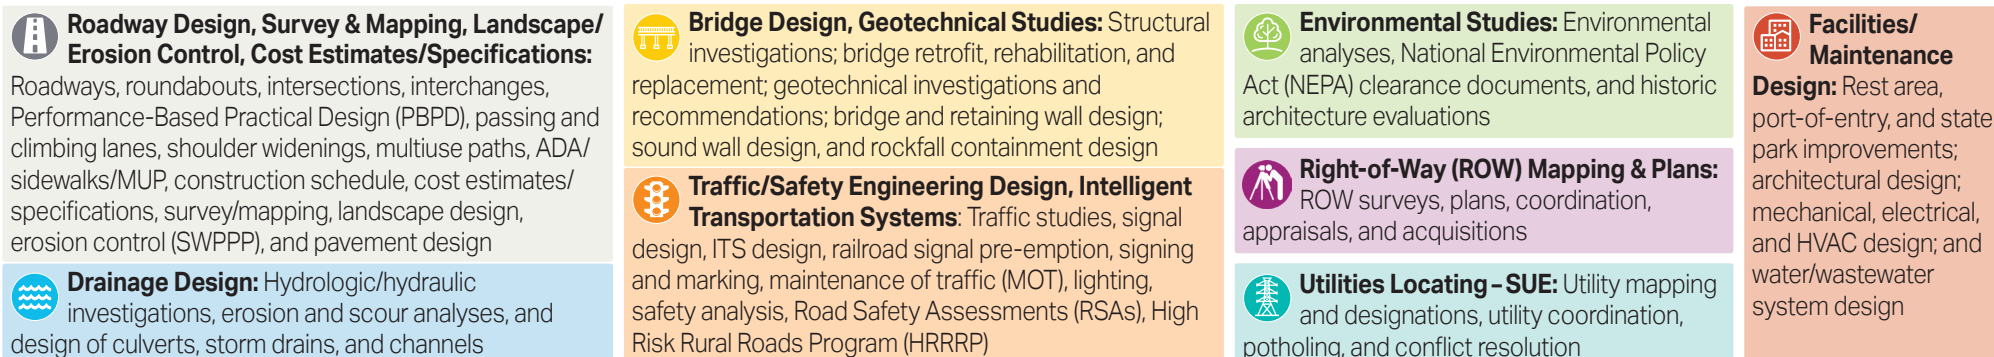 Roadway Design, Survey & Mapping, Landscape/
Erosion Control, Cost Estimates/Specifications:
Roadways, roundabouts, intersections, interchanges,
Performance-Based Practical Design (PBPD), passing and
climbing lanes, shoulder widenings, multiuse paths, ADA/
sidewalks/MUP, construction schedule, cost estimates/
specifications, survey/mapping, landscape design,
erosion control (SWPPP), and pavement design
Drainage Design: Hydrologic/hydraulic
investigations, erosion and scour analyses, and
design of culverts, storm drains, and channels
Bridge Design, Geotechnical Studies: Structural
investigations; bridge retrofit, rehabilitation, and
replacement; geotechnical investigations and
recommendations; bridge and retaining wall design;
sound wall design, and rockfall containment design
Traffic/Safety Engineering Design, Intelligent
Transportation Systems: Traffic studies, signal
design, ITS design, railroad signal pre-emption, signing
and marking, maintenance of traffic (MOT), lighting,
safety analysis, Road Safety Assessments (RSAs), High
Risk Rural Roads Program (HRRRP)
Environmental Studies: Environmental
analyses, National Environmental Policy
Act (NEPA) clearance documents, and historic
architecture evaluations
Right-of-Way (ROW) Mapping & Plans:
ROW surveys, plans, coordination,
appraisals, and acquisitions
Utilities Locating – SUE: Utility mapping
and designations, utility coordination,
potholing, and conflict resolution
Facilities/
Maintenance
Design: Rest area,
port-of-entry, and state
park improvements;
architectural design;
mechanical, electrical,
and HVAC design; and
water/wastewater
system design